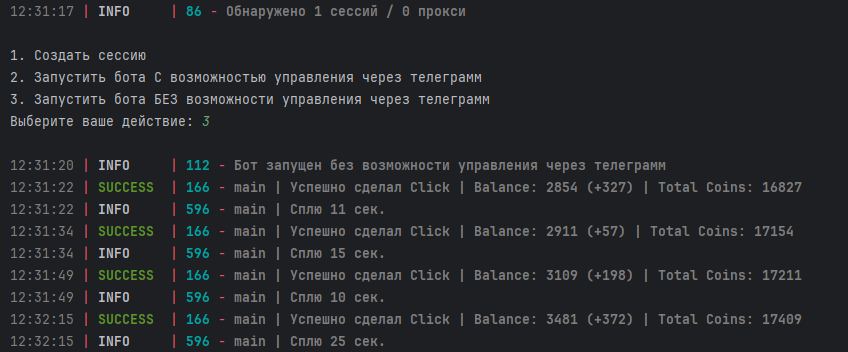 12:31:17 | INFO | 86 - Обнаружено 1 сессий / 0 прокси
1. Создать сессию
2. Запустить бота С возможностью управления через телеграмм
3. Запустить бота БЕЗ возможности управления через телеграмм
Выберите ваше действие: 3
12:31:20 | INFO | 112 - Бот запущен без возможности управления через телеграмм
12:31:22 | SUCCESS | 166 - main | Успешно сделал Click | Balance: 2854 (+327) | Total Coins: 16827
12:31:22 | INFO | 596 - main | Сплю 11 сек.
12:31:34 | SUCCESS | 166 - main | Успешно сделал Click | Balance: 2911 (+57) | Total Coins: 17154
12:31:34 | INFO | 596 - main | Сплю 15 сек.
12:31:49 | SUCCESS | 166 - main | Успешно сделал Click | Balance: 3109 (+198) | Total Coins: 17211
12:31:49 | INFO | 596 - main | Сплю 10 сек.
12:32:15 | SUCCESS | 166 - main | Успешно сделал Click | Balance: 3481 (+372) | Total Coins: 17409
12:32:15 | INFO | 596 - main | Сплю 25 сек.